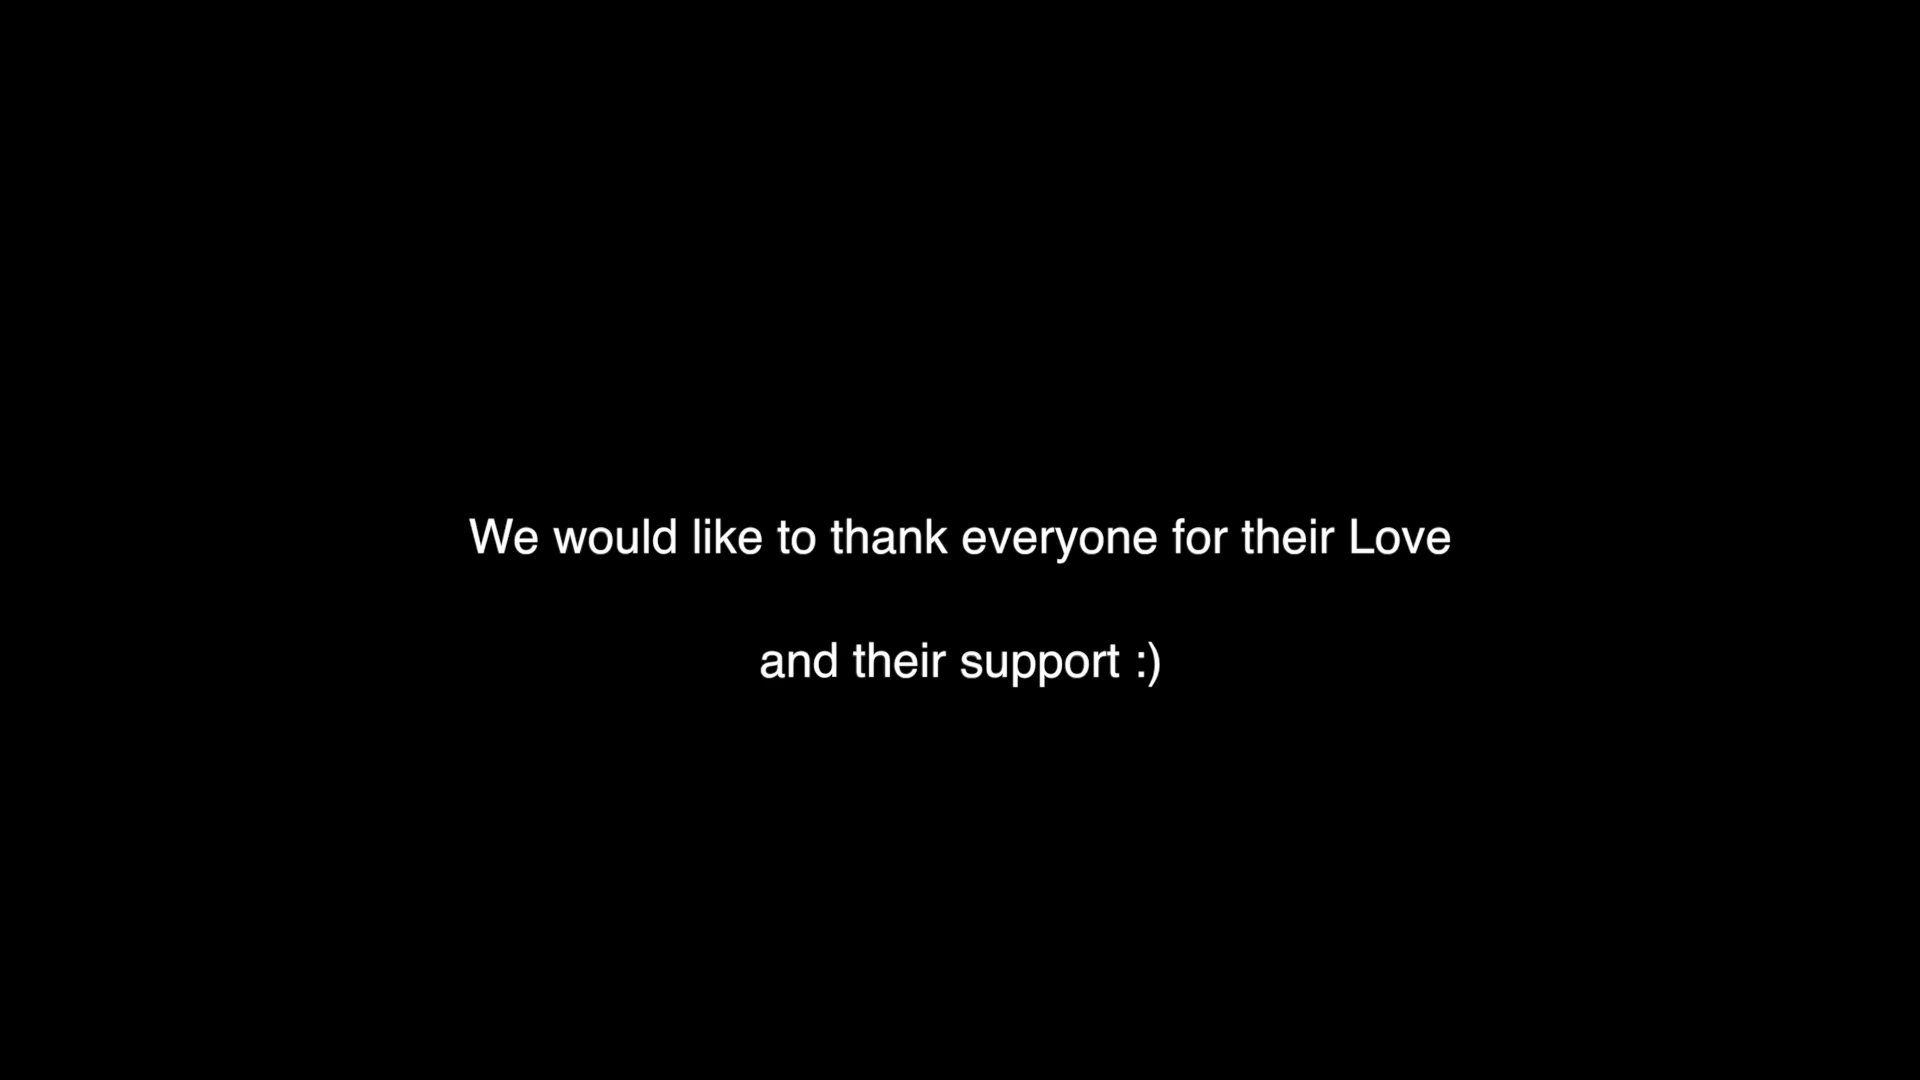 We would like to thank everyone for their Love
and their support :)